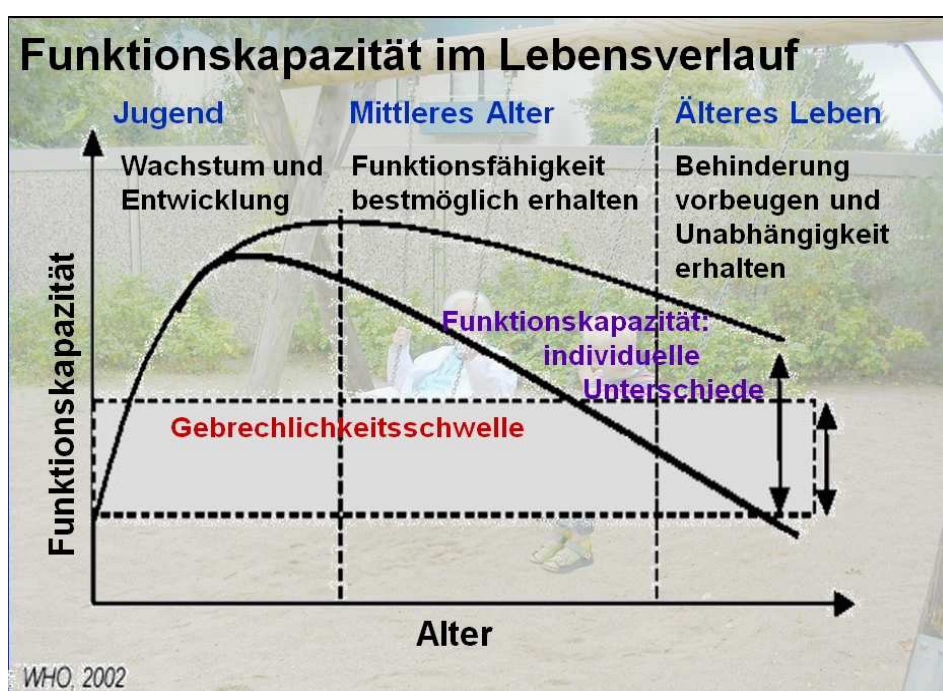 Funktionskapazität im Lebensverlauf
Jugend
Mittleres Alter
Älteres Leben
Wachstum und
Entwicklung
Funktionsfähigkeit
bestmöglich erhalten
Behinderung
vorbeugen und
Unabhängigkeit
erhalten
Funktionskapazität
Funktionskapazität:
individuelle
Unterschiede
Gebrechlichkeitsschwelle
Alter
WHO, 2002